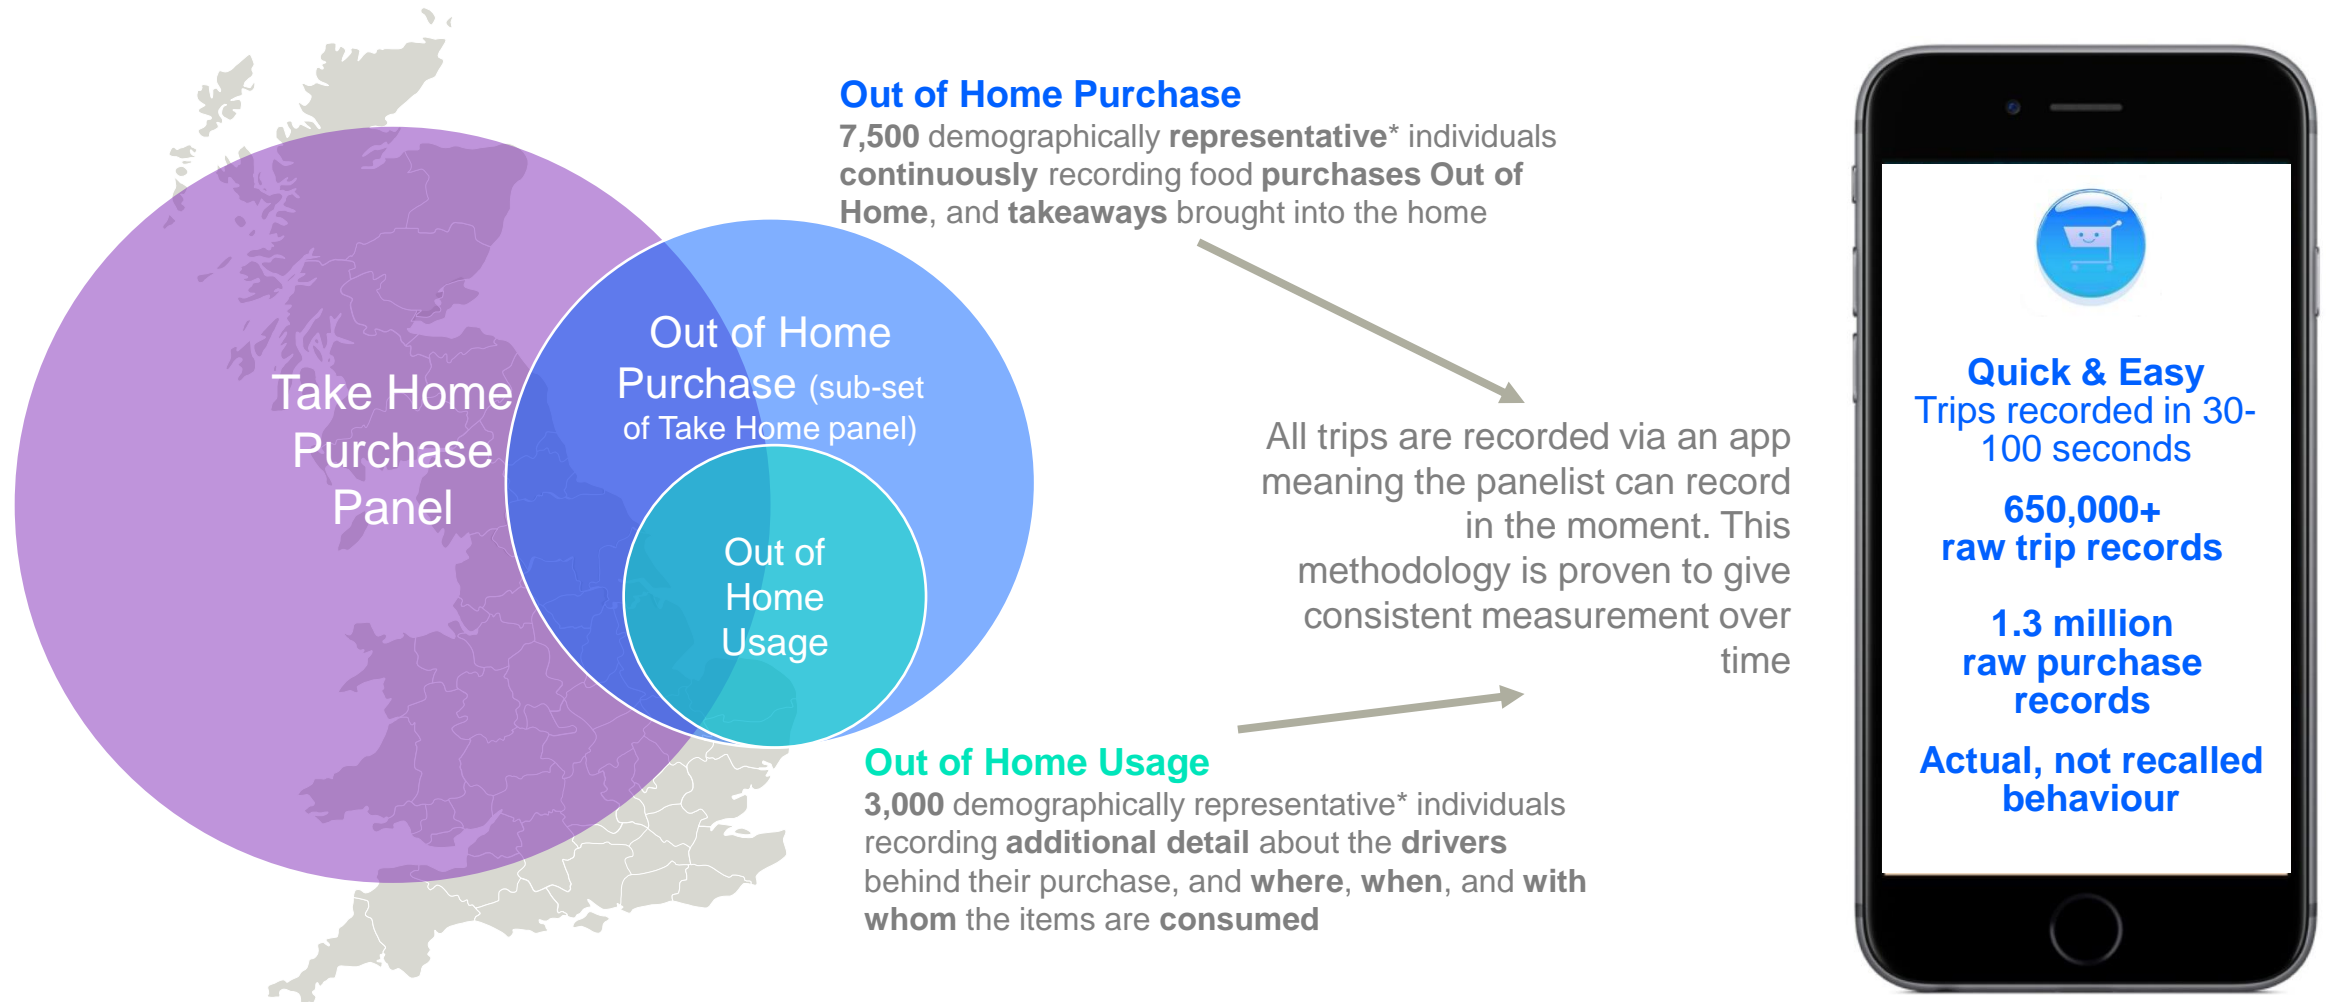 Out of Home Purchase
7,500 demographically representative* individuals
continuously recording food purchases Out of
Home, and takeaways brought into the home
Take Home
Purchase
Panel
Out of Home
Purchase (sub-set
of Take Home panel)
Out of
Home
Usage
All trips are recorded via an app
meaning the panelist can record
in the moment. This
methodology is proven to give
consistent measurement over
time
Out of Home Usage
3,000 demographically representative* individuals
recording additional detail about the drivers
behind their purchase, and where, when, and with
whom the items are consumed
Quick & Easy
Trips recorded in 30-
100 seconds
650,000+
raw trip records
1.3 million
raw purchase
records
Actual, not recalled
behaviour